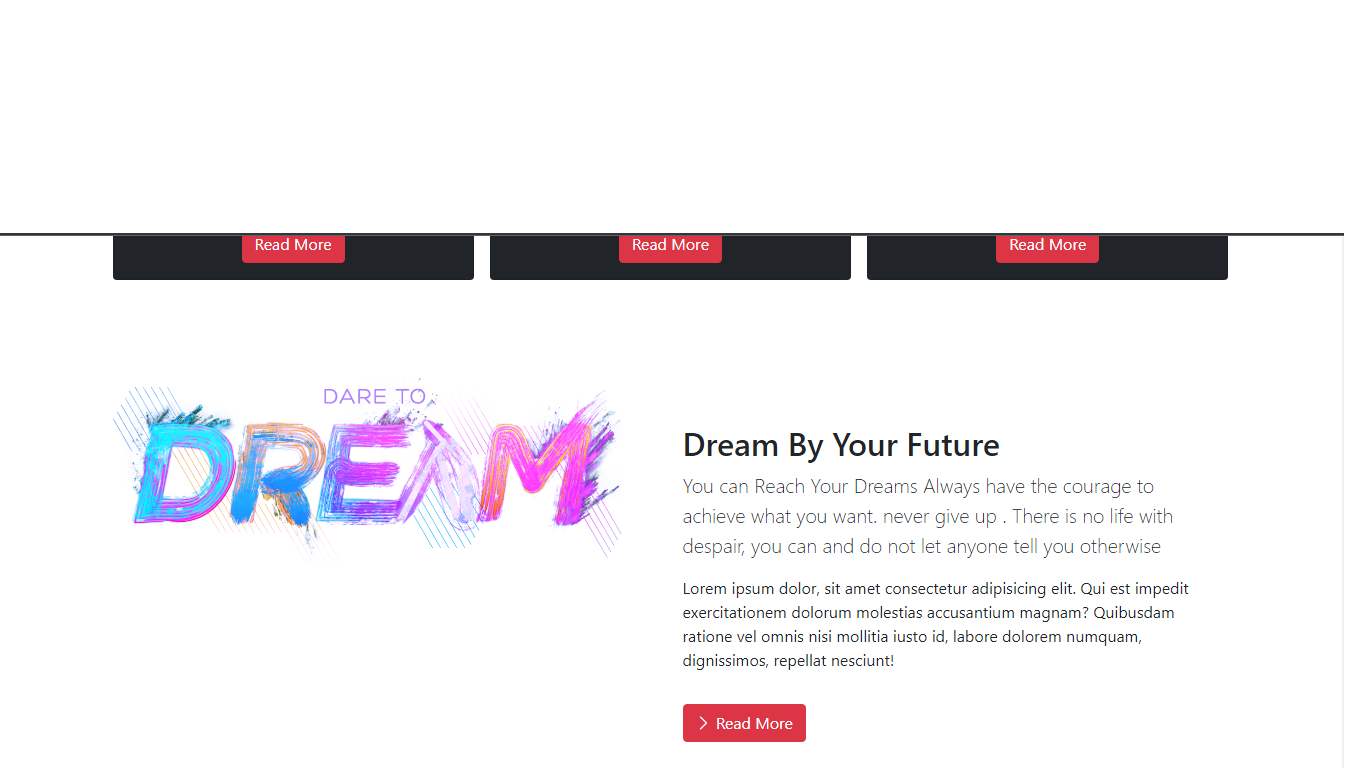 Read More Read More Read More
DARE TO
DREAM
Dream By Your Future
You can Reach Your Dreams Always have the courage to
achieve what you want. never give up . There is no life with
despair, you can and do not let anyone tell you otherwise
Lorem ipsum dolor, sit amet consectetur adipisicing elit. Qui est impedit
exercitationem dolorum molestias accusantium magnam? Quibusdam
ratione vel omnis nisi mollitia iusto id, labore dolorem numquam,
dignissimos, repellat nesciunt!
Read More